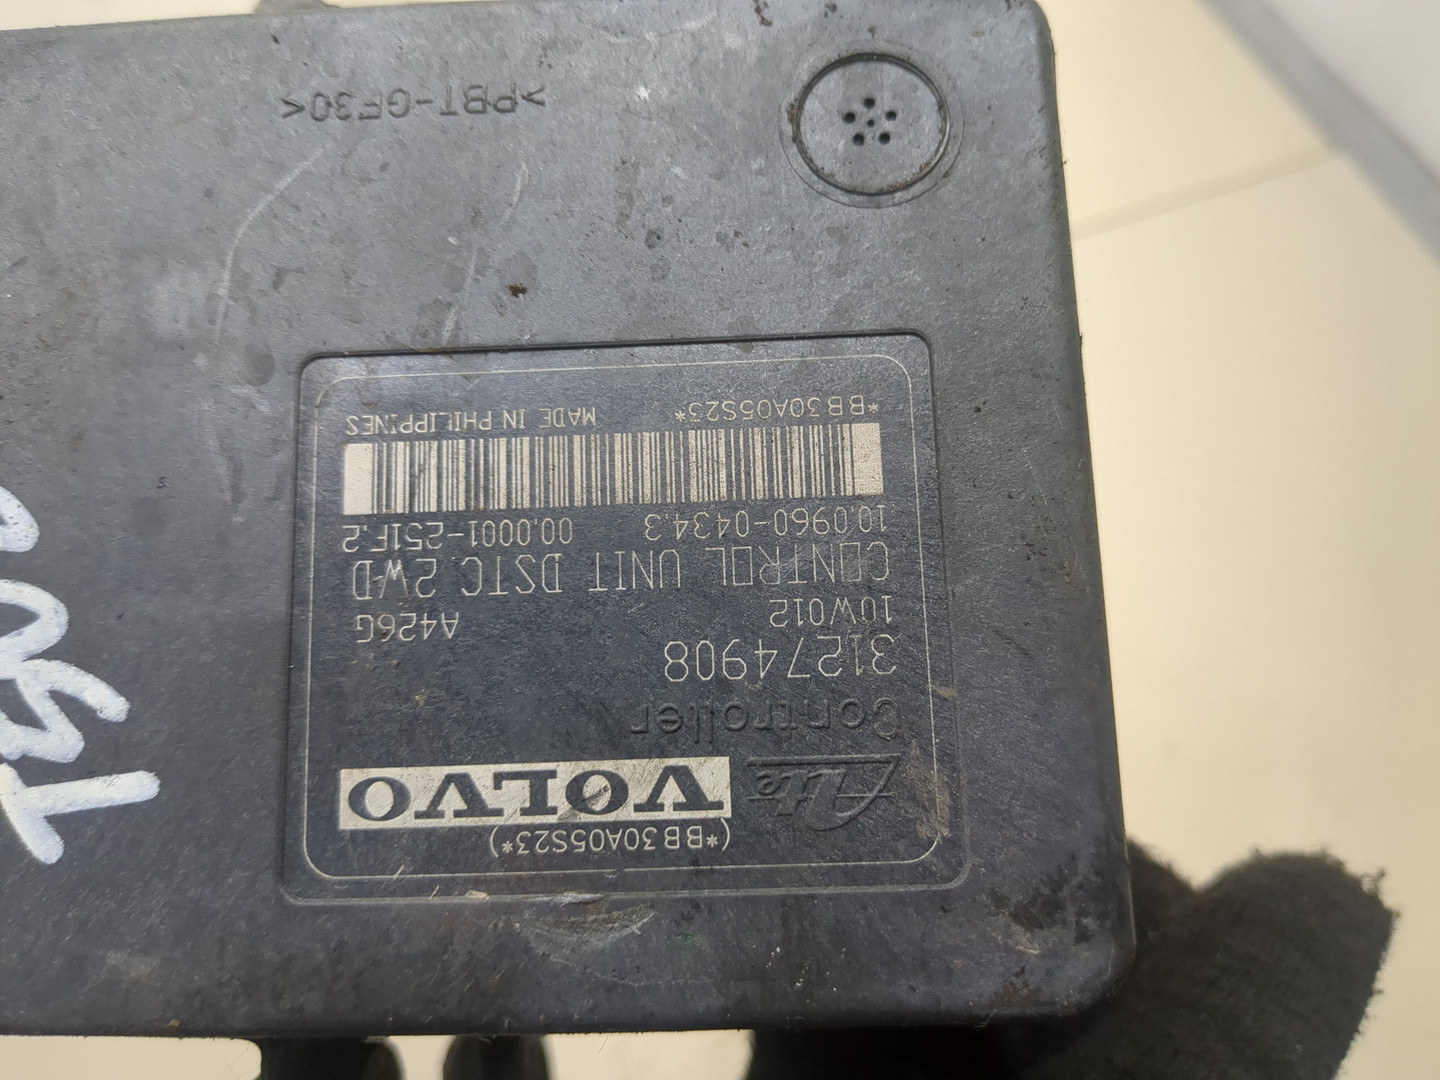 (*BB30A05S23*)
Ate VOLVO
Controller
31274908
10W012 A426G
CONTROL UNIT DSTC 2WD
10.0960-0434.3 00.0001-251F.2
*BB30A05S23* MADE IN PHILIPPINES
>PBT-GF30<